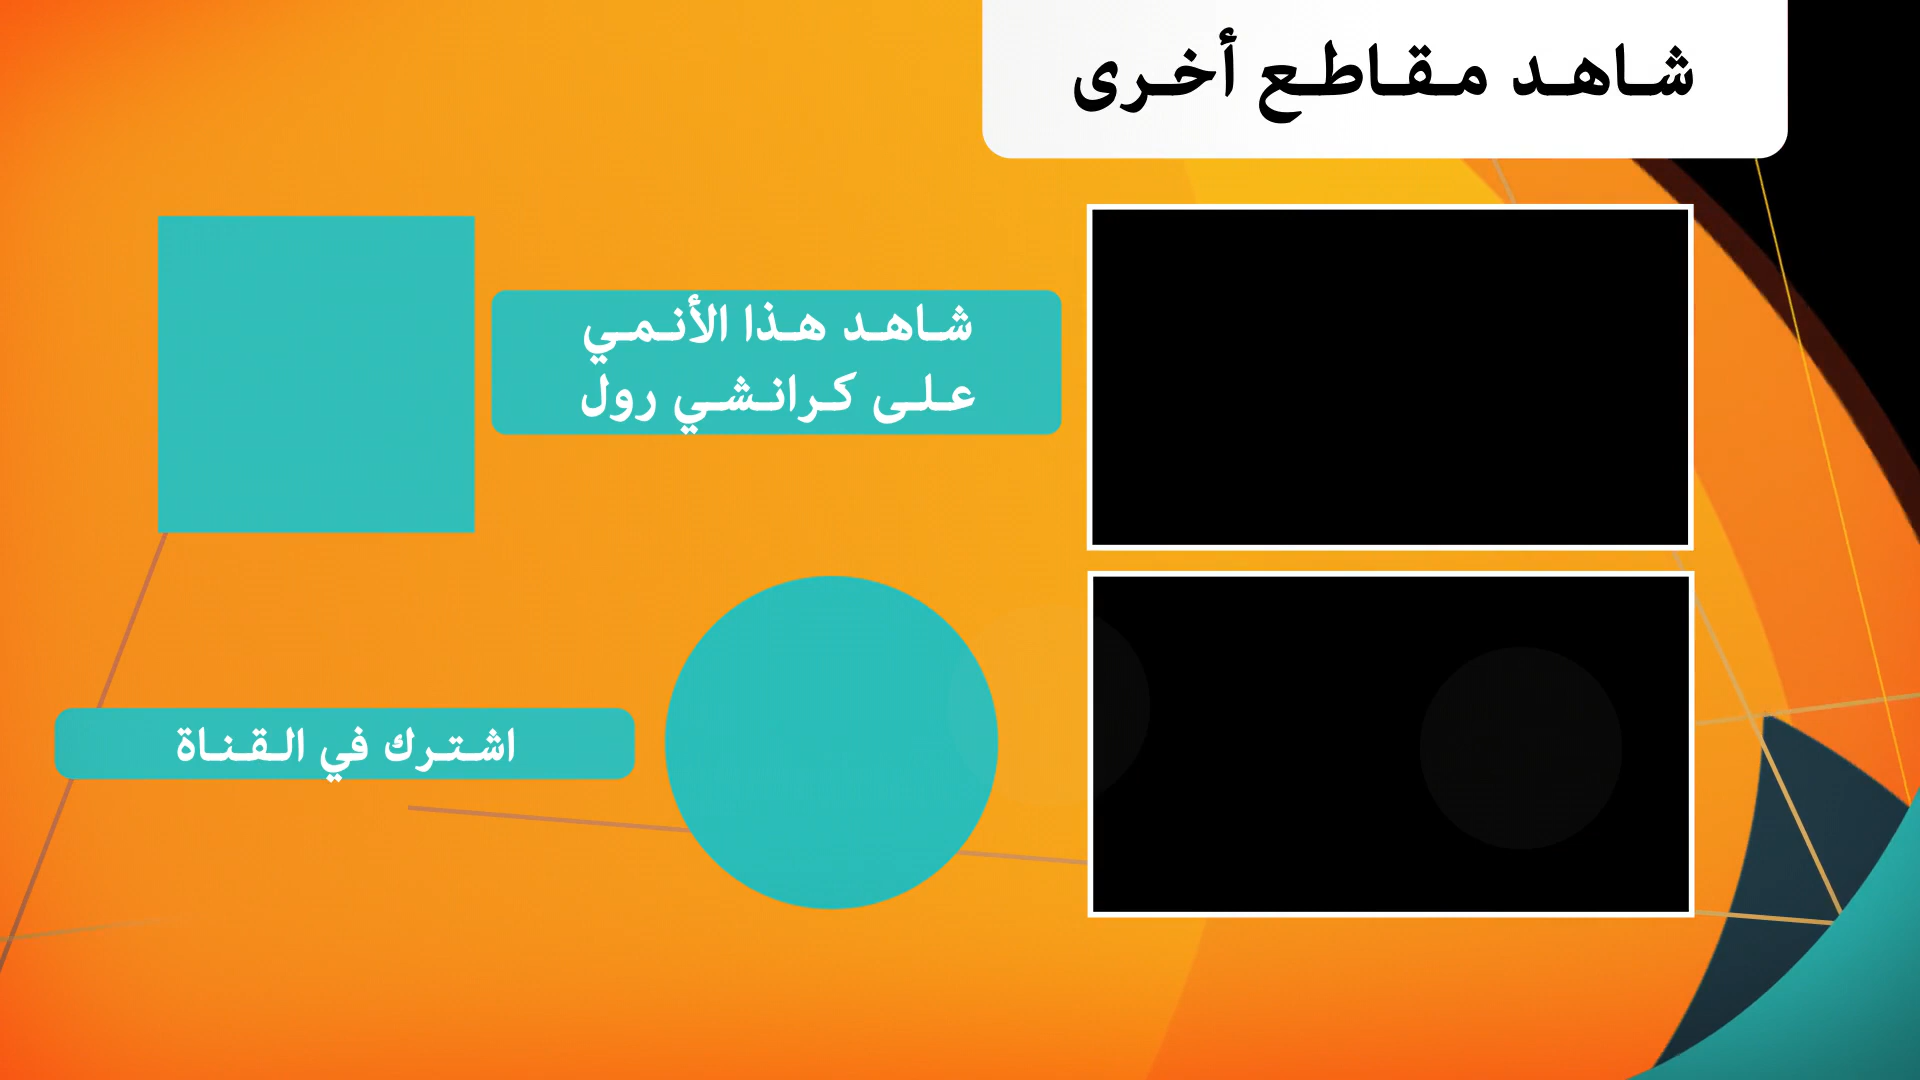 شاهد مقاطع أخرى
شاهد هذا الأنمي
على كرانشي رول
اشترك في القناة